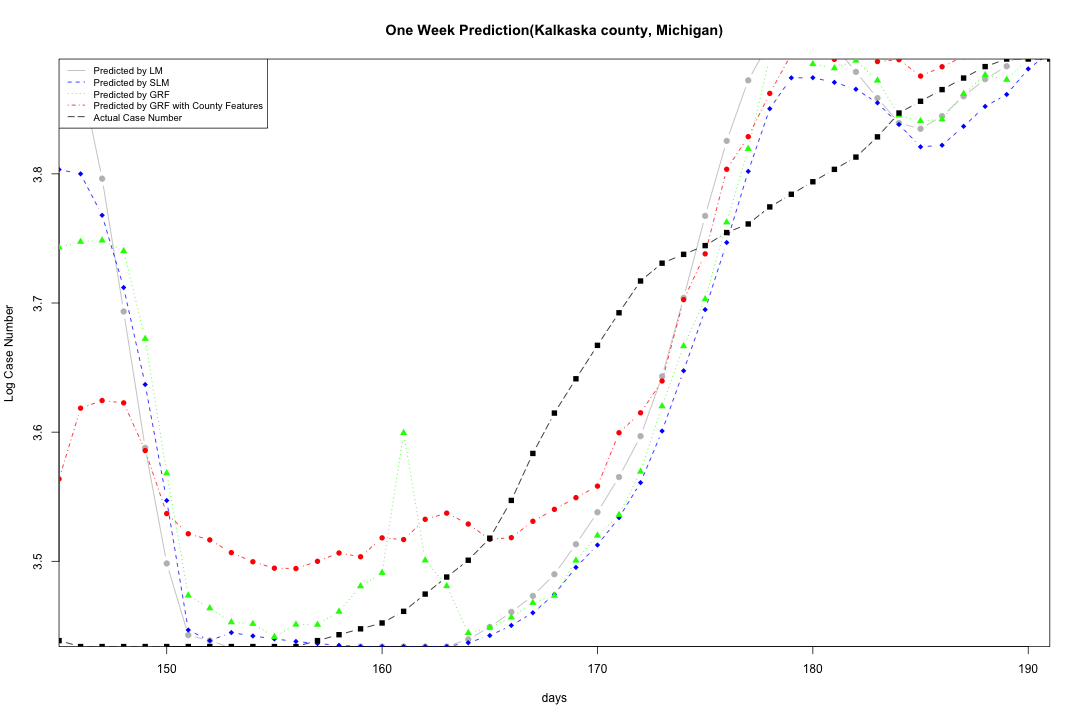 One Week Prediction(Kalkaska county, Michigan)
Predicted by LM
Predicted by SLM
Predicted by GRF
Predicted by GRF with County Features
Actual Case Number
3.8
3.7
3.6
3.5
Log Case Number
150 160 170 180 190
days